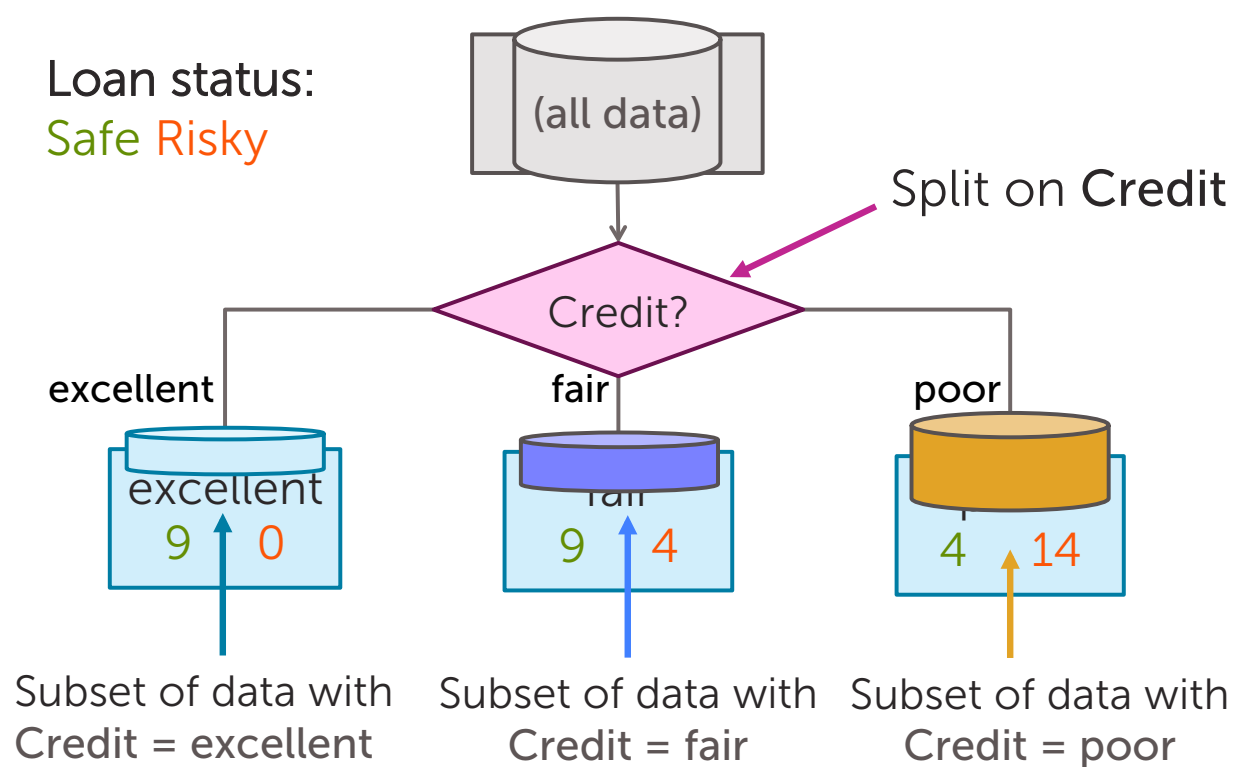 Loan status:
Safe Risky
(all data)
Split on Credit
Credit?
excellent
fair
poor
excellent
fair
9 0
9 4
4 14
Subset of data with
Credit = excellent
Subset of data with
Credit = fair
Subset of data with
Credit = poor